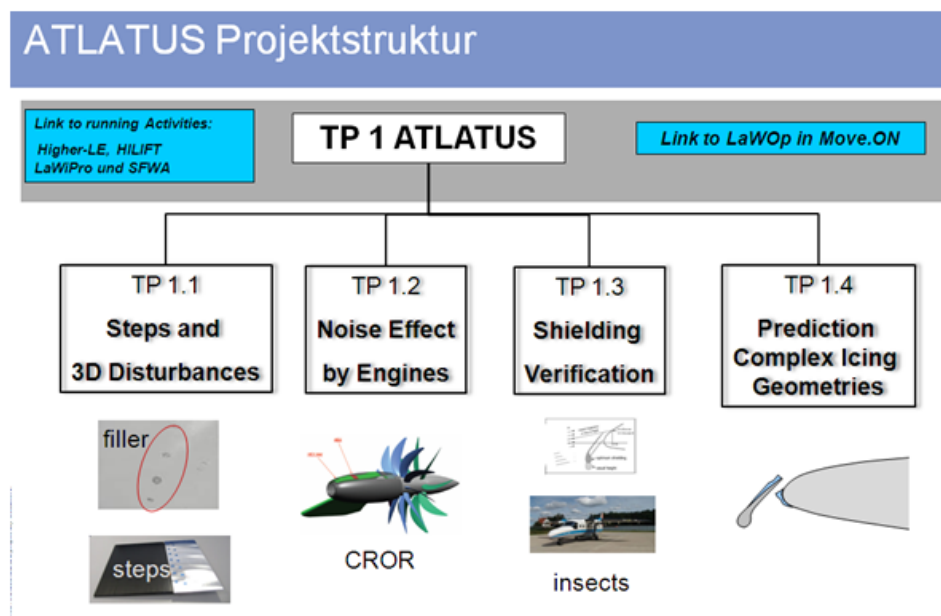 ATLATUS Projektstruktur
Link to running Activities:
Higher-LE, HILIFT
LaWiPro und SFWA
TP 1 ATLATUS
Link to LaWOp in Move.ON
TP 1.1
Steps and
3D Disturbances
TP 1.2
Noise Effect
by Engines
TP 1.3
Shielding
Verification
TP 1.4
Prediction
Complex Icing
Geometries
filler
steps
CROR
insects